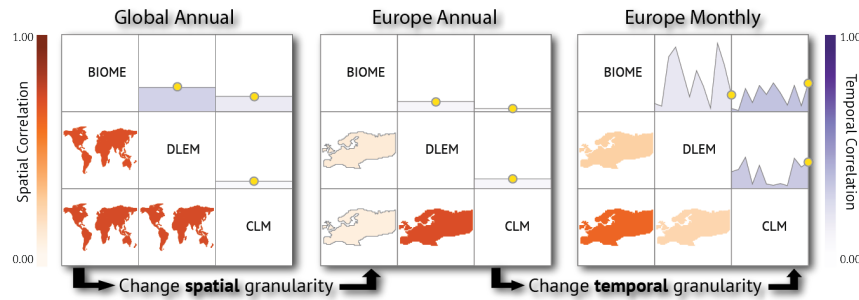 Global Annual
Europe Annual
Europe Monthly
1.00
1.00
Spatial Correlation
Temporal Correlation
BIOME
BIOME
BIOME
DLEM
DLEM
DLEM
CLM
CLM
CLM
0.00
0.00
Change spatial granularity
Change temporal granularity